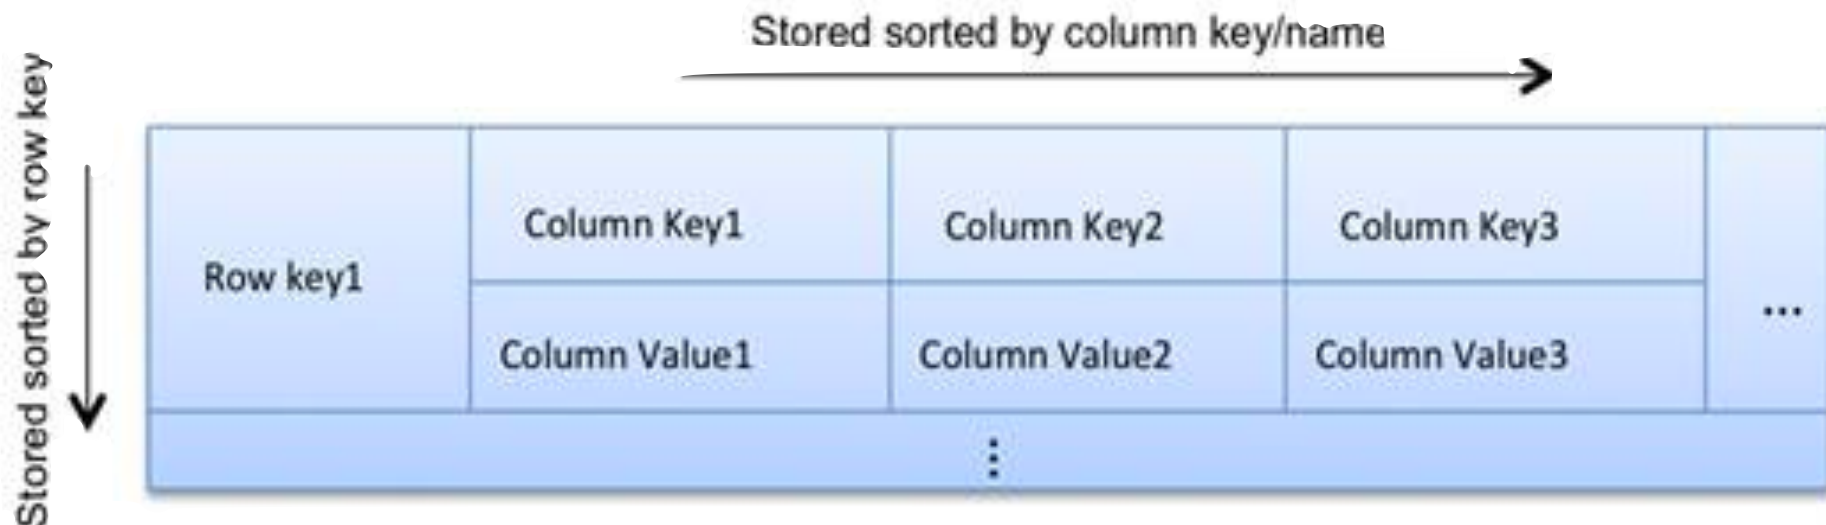 Stored sorted by column key/name
Stored sorted by row key
Column Key1
Column Key2
Column Key3
Row key1
...
Column Value1
Column Value2
Column Value3
⋮